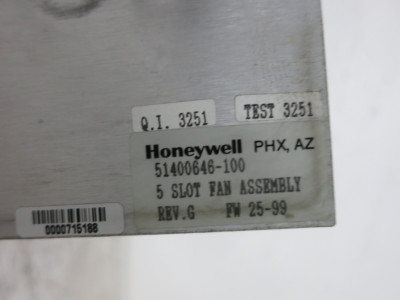 Q.I. 3251
TEST 3251
Honeywell PHX, AZ
51400646-100
5 SLOT FAN ASSEMBLY
REV.G FW 25-99
0000715188